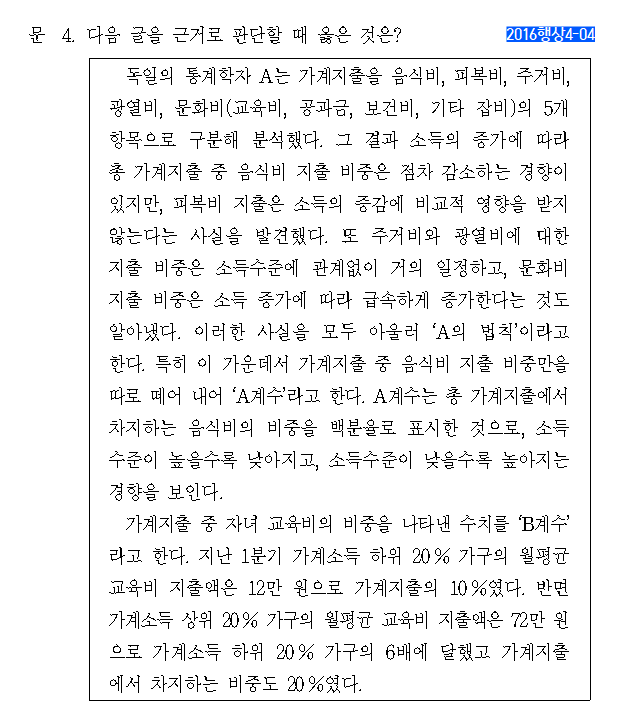 문 4. 다음 글을 근거로 판단할 때 옳은 것은?
2016행상4-04
독일의 통계학자 A는 가계지출을 음식비, 피복비, 주거비,
광열비, 문화비(교육비, 공과금, 보건비, 기타 잡비)의 5개
항목으로 구분해 분석했다. 그 결과 소득의 증가에 따라
총 가계지출 중 음식비 지출 비중은 점차 감소하는 경향이
있지만, 피복비 지출은 소득의 증감에 비교적 영향을 받지
않는다는 사실을 발견했다. 또 주거비와 광열비에 대한
지출 비중은 소득수준에 관계없이 거의 일정하고, 문화비
지출 비중은 소득 증가에 따라 급속하게 증가한다는 것도
알아냈다. 이러한 사실을 모두 아울러 ‘A의 법칙’이라고
한다. 특히 이 가운데서 가계지출 중 음식비 지출 비중만을
따로 떼어 내어 ‘A계수’라고 한다. A계수는 총 가계지출에서
차지하는 음식비의 비중을 백분율로 표시한 것으로, 소득
수준이 높을수록 낮아지고, 소득수준이 낮을수록 높아지는
경향을 보인다.
가계지출 중 자녀 교육비의 비중을 나타낸 수치를 ‘B계수’
라고 한다. 지난 1분기 가계소득 하위 20% 가구의 월평균
교육비 지출액은 12만 원으로 가계지출의 10%였다. 반면
가계소득 상위 20% 가구의 월평균 교육비 지출액은 72만 원
으로 가계소득 하위 20% 가구의 6배에 달했고 가계지출
에서 차지하는 비중도 20%였다.